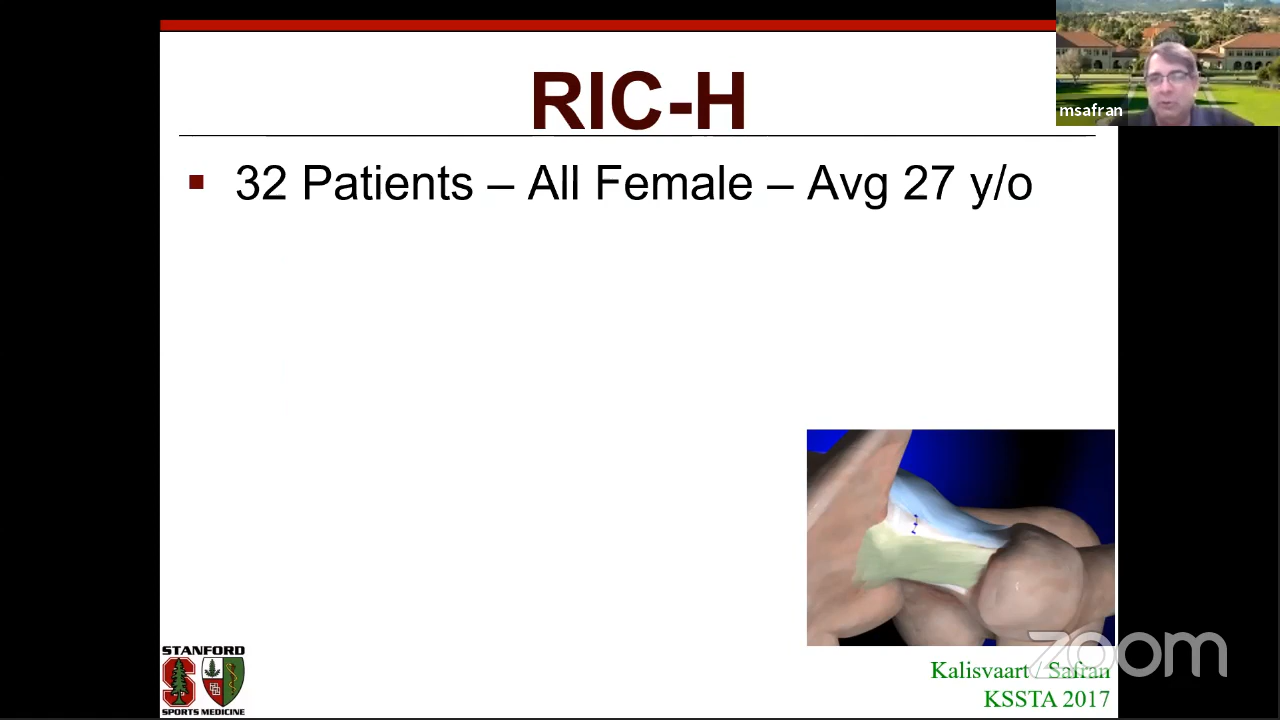 RIC-H
msafran
▪ 32 Patients – All Female – Avg 27 y/o
STANFORD
S
SPORTS MEDICINE
zoom
Kalisvaart Safran
KSSTA 2017